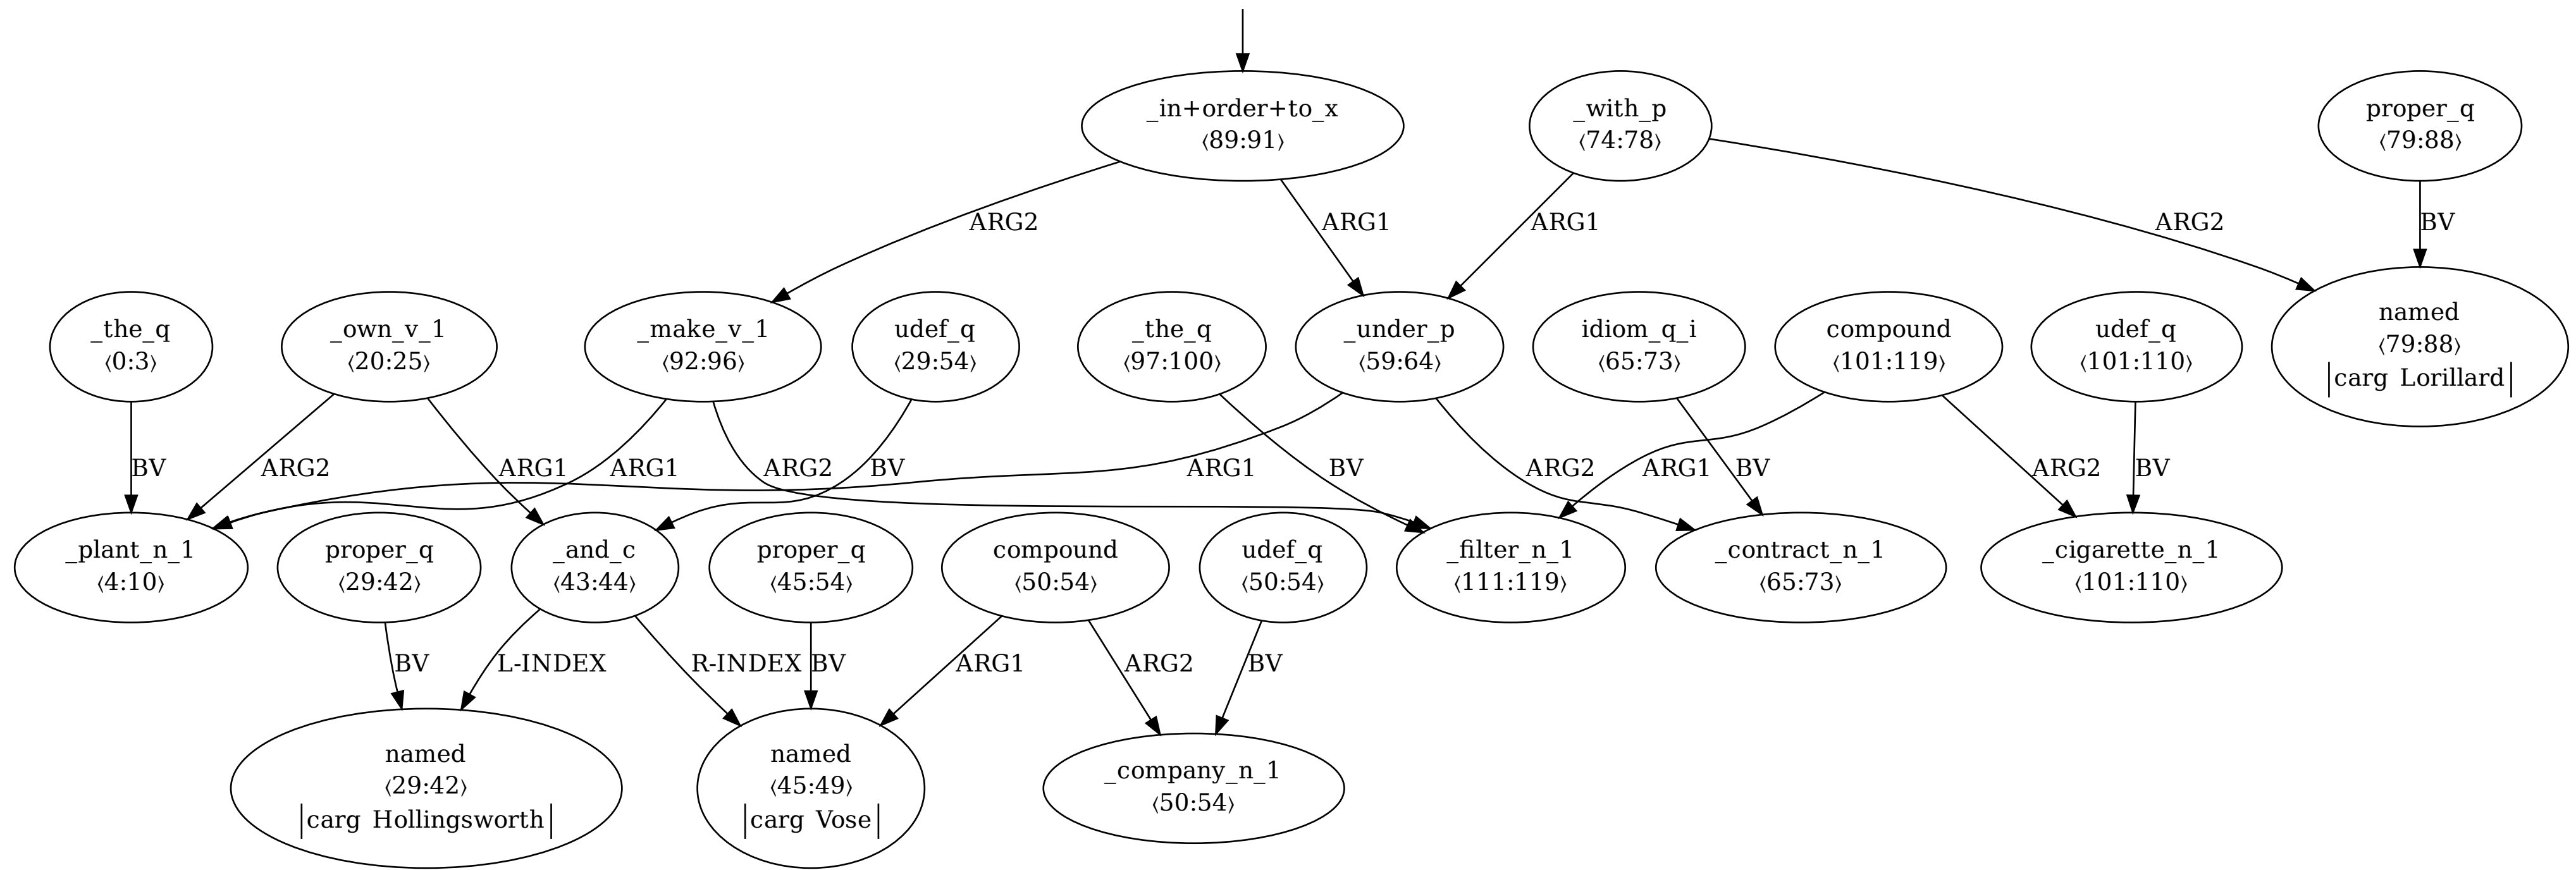 _in+order+to_x
⟨89:91⟩
_with_p
⟨74:78⟩
proper_q
⟨79:88⟩
ARG2
ARG1
ARG1
ARG2
BV
_the_q
⟨0:3⟩
_own_v_1
⟨20:25⟩
_make_v_1
⟨92:96⟩
udef_q
⟨29:54⟩
_the_q
⟨97:100⟩
_under_p
⟨59:64⟩
idiom_q_i
⟨65:73⟩
compound
⟨101:119⟩
udef_q
⟨101:110⟩
named
⟨79:88⟩
carg Lorillard
BV
ARG2
ARG1
ARG1
ARG2
BV
ARG1
BV
ARG2
ARG1
BV
ARG2
BV
_plant_n_1
⟨4:10⟩
proper_q
⟨29:42⟩
_and_c
⟨43:44⟩
proper_q
⟨45:54⟩
compound
⟨50:54⟩
udef_q
⟨50:54⟩
_filter_n_1
⟨111:119⟩
_contract_n_1
⟨65:73⟩
_cigarette_n_1
⟨101:110⟩
BV
L-INDEX
R-INDEX
BV
ARG1
ARG2
BV
named
⟨29:42⟩
carg Hollingsworth
named
⟨45:49⟩
carg Vose
_company_n_1
⟨50:54⟩